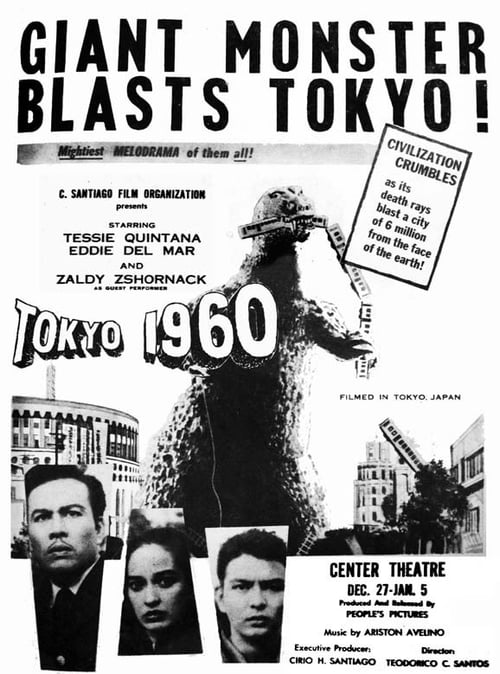 GIANT MONSTER
BLASTS TOKYO!
Mightiest MELODRAMA of them all!
CIVILIZATION
CRUMBLES
as its
death rays
blast a city
of 6 million
from the face
of the earth!
C. SANTIAGO FILM ORGANIZATION
presents
STARRING
TESSIE QUINTANA
EDDIE DEL MAR
AND
ZALDY ZSHORNACK
AS GUEST PERFORMER
TOKYO 1960
FILMED IN TOKYO, JAPAN
CENTER THEATRE
DEC. 27-JAN. 5
Produced And Released By
PEOPLE'S PICTURES
Music by ARISTON AVELINO
Executive Producer: Director:
CIRIO H. SANTIAGO TEODORICO C. SANTOS